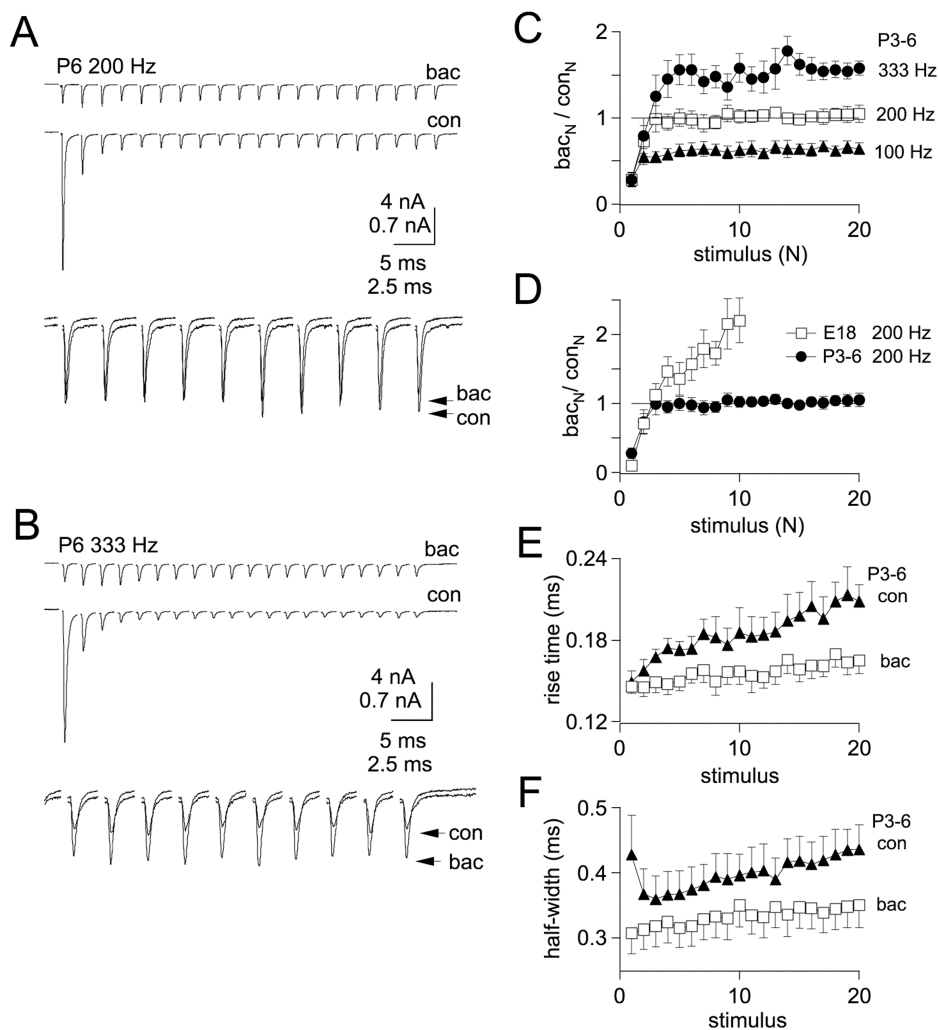 A
P6 200 Hz
bac
con
4 nA
0.7 nA
5 ms
2.5 ms
bac
con
B
P6 333 Hz
bac
con
4 nA
0.7 nA
5 ms
2.5 ms
con
bac
C
2
1
0
bacN / conN
P3-6
333 Hz
200 Hz
100 Hz
0 10 20
stimulus (N)
D
2
1
0
bacN / conN
E18 200 Hz
P3-6 200 Hz
0 10 20
stimulus (N)
E
0.24
0.18
0.12
rise time (ms)
P3-6
con
bac
0 10 20
stimulus
F
0.5
0.4
0.3
half-width (ms)
P3-6
con
bac
0 10 20
stimulus